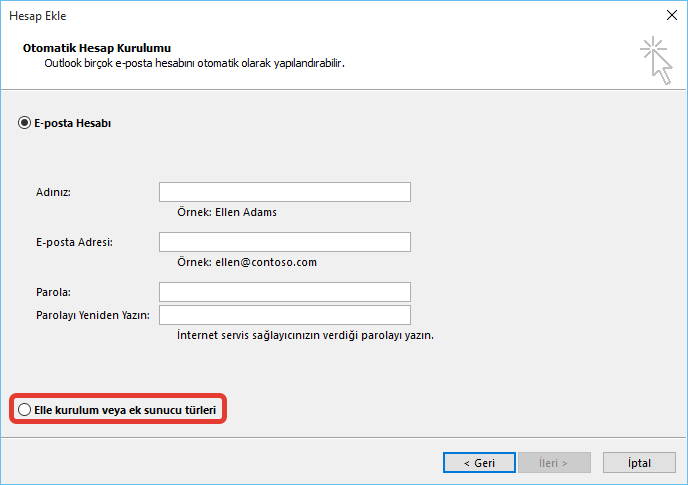 Hesap Ekle
Otomatik Hesap Kurulumu
Outlook birçok e-posta hesabını otomatik olarak yapılandırabilir.
E-posta Hesabı
Adınız:
Örnek: Ellen Adams
E-posta Adresi:
Örnek: ellen@contoso.com
Parola:
Parolayı Yeniden Yazın:
İnternet servis sağlayıcınızın verdiği parolayı yazın.
Elle kurulum veya ek sunucu türleri
< Geri İleri > İptal